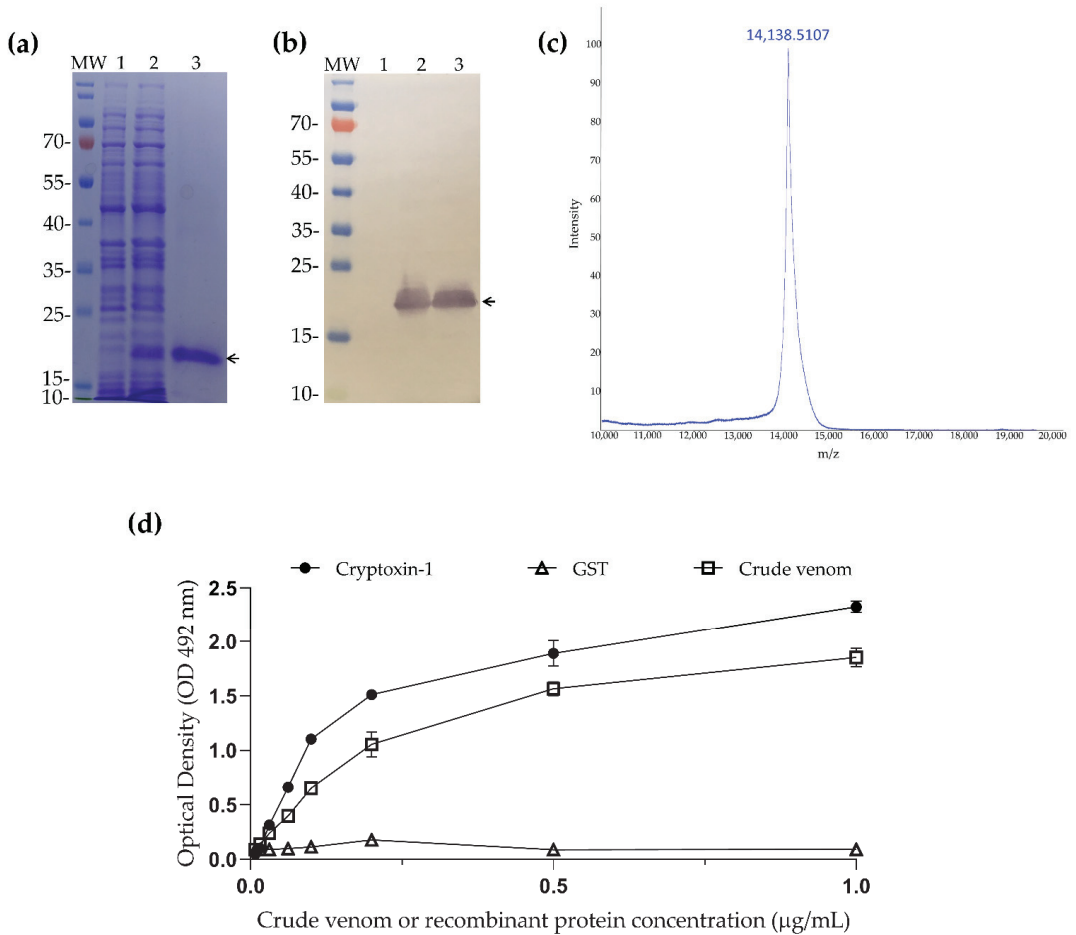 (a)
MW 1 2 3
70-
55-
40-
35-
25-
15-
10-
(b)
MW 1 2 3
70-
55-
40-
35-
25-
15-
10-
(c)
14,138.5107
100
90
80
70
60
50
40
30
20
10
Intensity
10,000 11,000 12,000 13,000 14,000 15,000 16,000 17,000 18,000 19,000 20,000
m/z
(d)
Cryptoxin-1 GST Crude venom
Optical Density (OD 492 nm)
2.5
2.0
1.5
1.0
0.5
0.0
0.0 0.5 1.0
Crude venom or recombinant protein concentration (µg/mL)